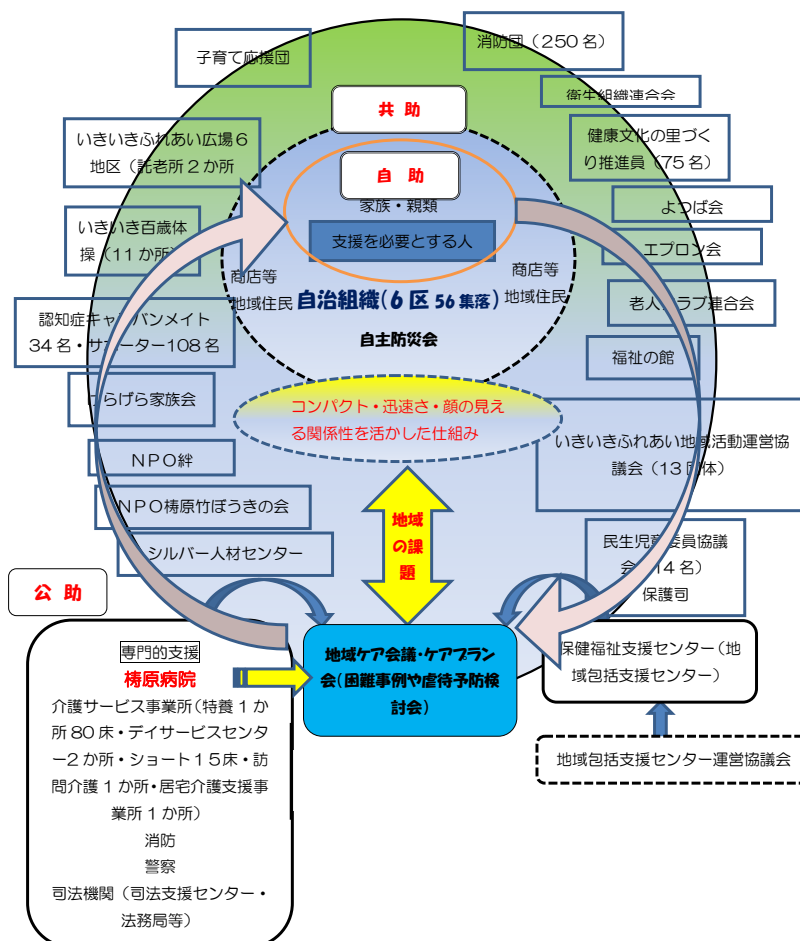 子育て応援団
消防団（250名）
衛生組織連合会
共 助
いきいきふれあい広場6
地区（託老所2か所
健康文化の里づく
り推進員（75名）
自 助
家族・親類
支援を必要とする人
よつば会
いきいき百歳体
操（11か所）
エプロン会
商店等
地域住民
商店等
地域住民
自治組織（6区56集落）
自主防災会
老人クラブ連合会
認知症キャラバンメイト
34名・サポーター108名
福祉の館
げらげら家族会
コンパクト・迅速さ・顔の見え
る関係性を活かした仕組み
いきいきふれあい地域活動運営協
議会（13団体）
NPO絆
NPO梼原竹ぼうきの会
シルバー人材センター
地域
の課
題
民生児童委員協議
会（14名）
保護司
公 助
専門的支援
梼原病院
介護サービス事業所（特養1か
所80床・デイサービスセンタ
ー2か所・ショート15床・訪
問介護1か所・居宅介護支援事
業所1か所）
消防
警察
司法機関（司法支援センター・
法務局等）
地域ケア会議・ケアプラン
会（困難事例や虐待予防検
討会）
保健福祉支援センター（地
域包括支援センター）
地域包括支援センター運営協議会